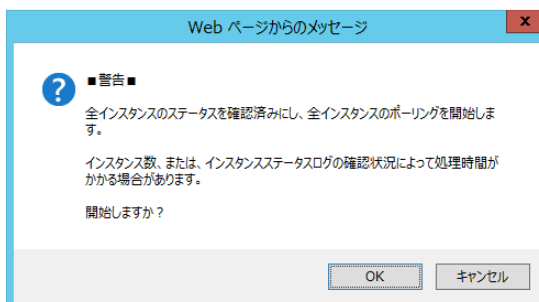 Web ページからのメッセージ
x
?
■警告■
全インスタンスのステータスを確認済みにし、全インスタンスのポーリングを開始しま
す。
インスタンス数、または、インスタンスステータスログの確認状況によって処理時間が
かかる場合があります。
開始しますか？
OK
キャンセル